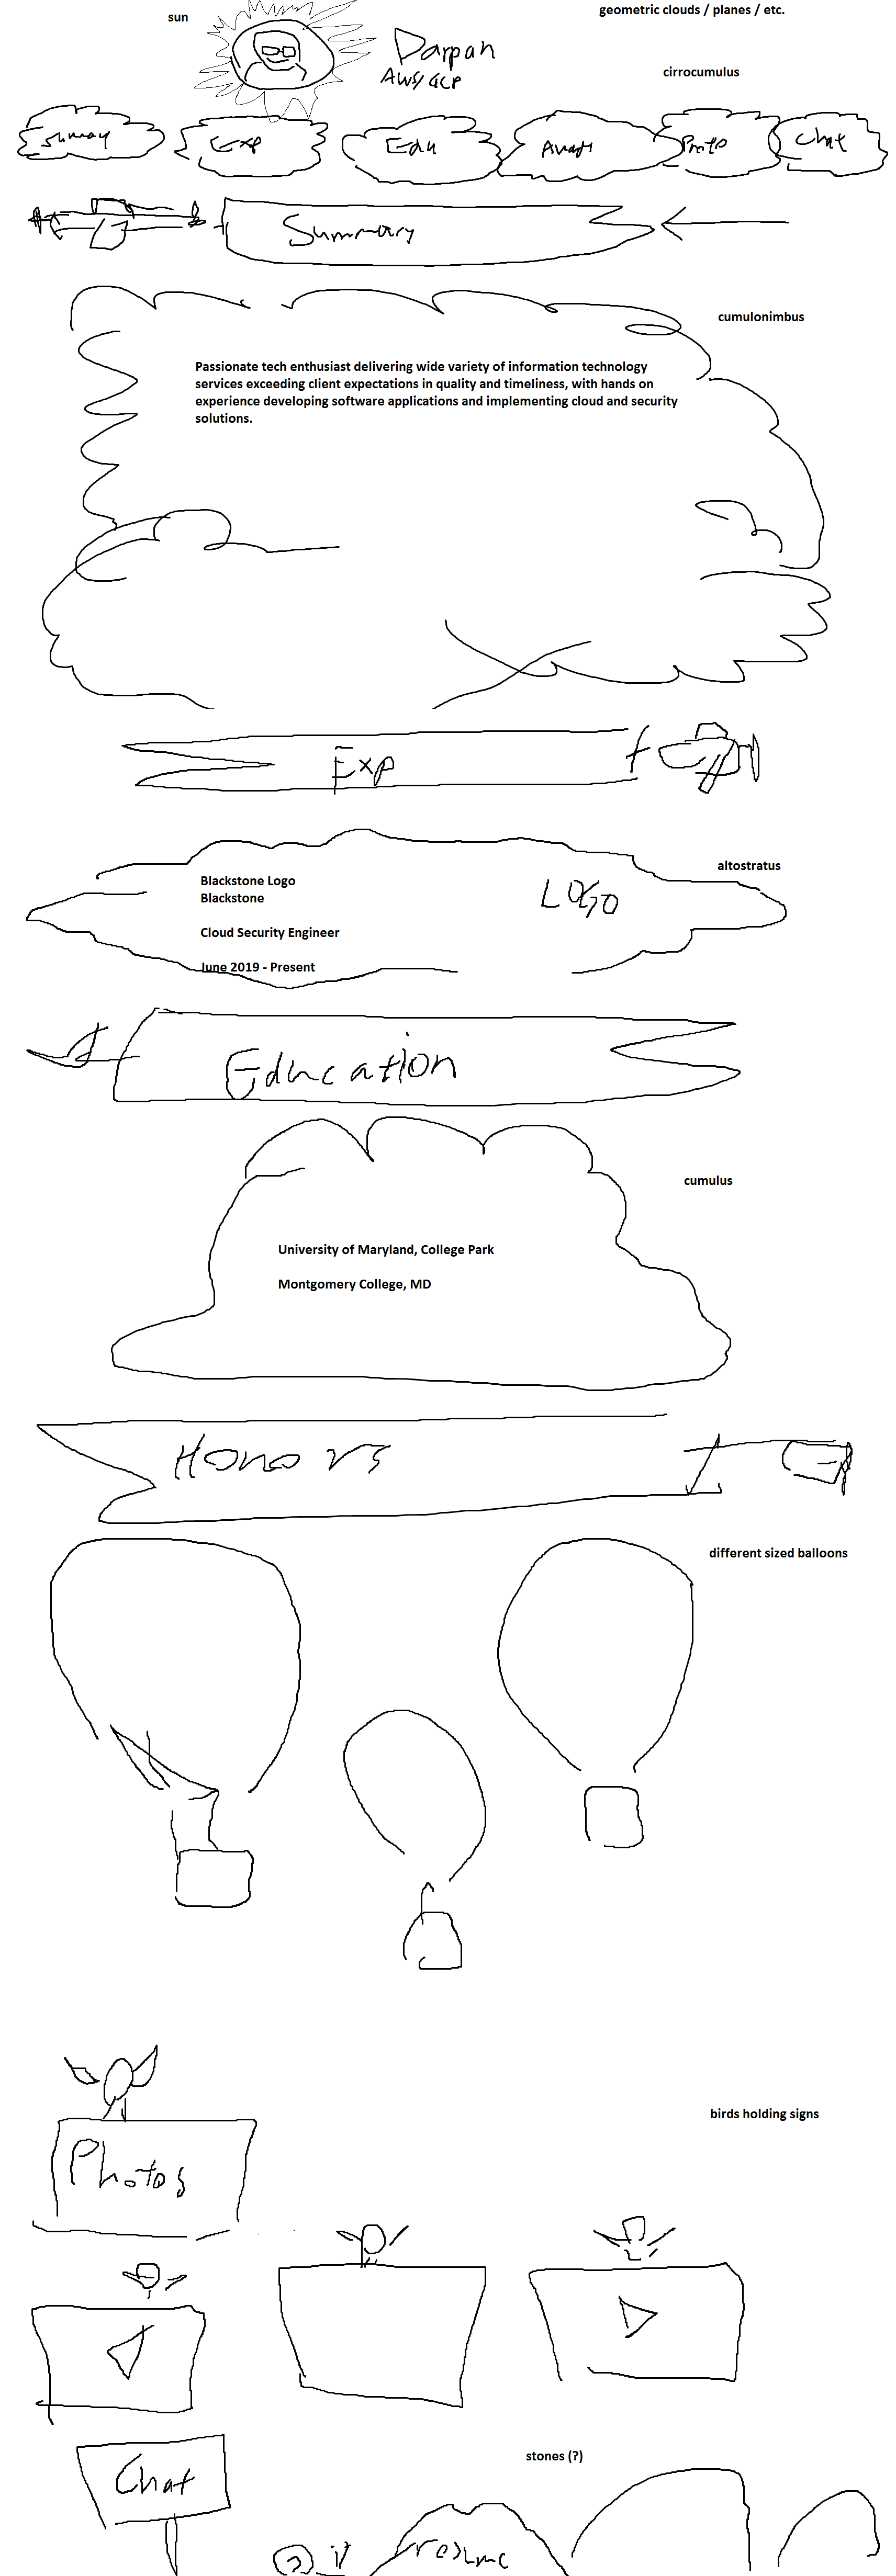 sun
geometric clouds / planes / etc.
Darpan
AWS/GCP
cirrocumulus
Exp
Edu
Photo
Chat
Summary
cumulonimbus
Passionate tech enthusiast delivering wide variety of information technology
services exceeding client expectations in quality and timeliness, with hands on
experience developing software applications and implementing cloud and security
solutions.
Exp
altostratus
Blackstone Logo
Blackstone
LOGO
Cloud Security Engineer
June 2019 - Present
Education
cumulus
University of Maryland, College Park
Montgomery College, MD
Honors
different sized balloons
birds holding signs
Photos
stones (?)
Chat
resume